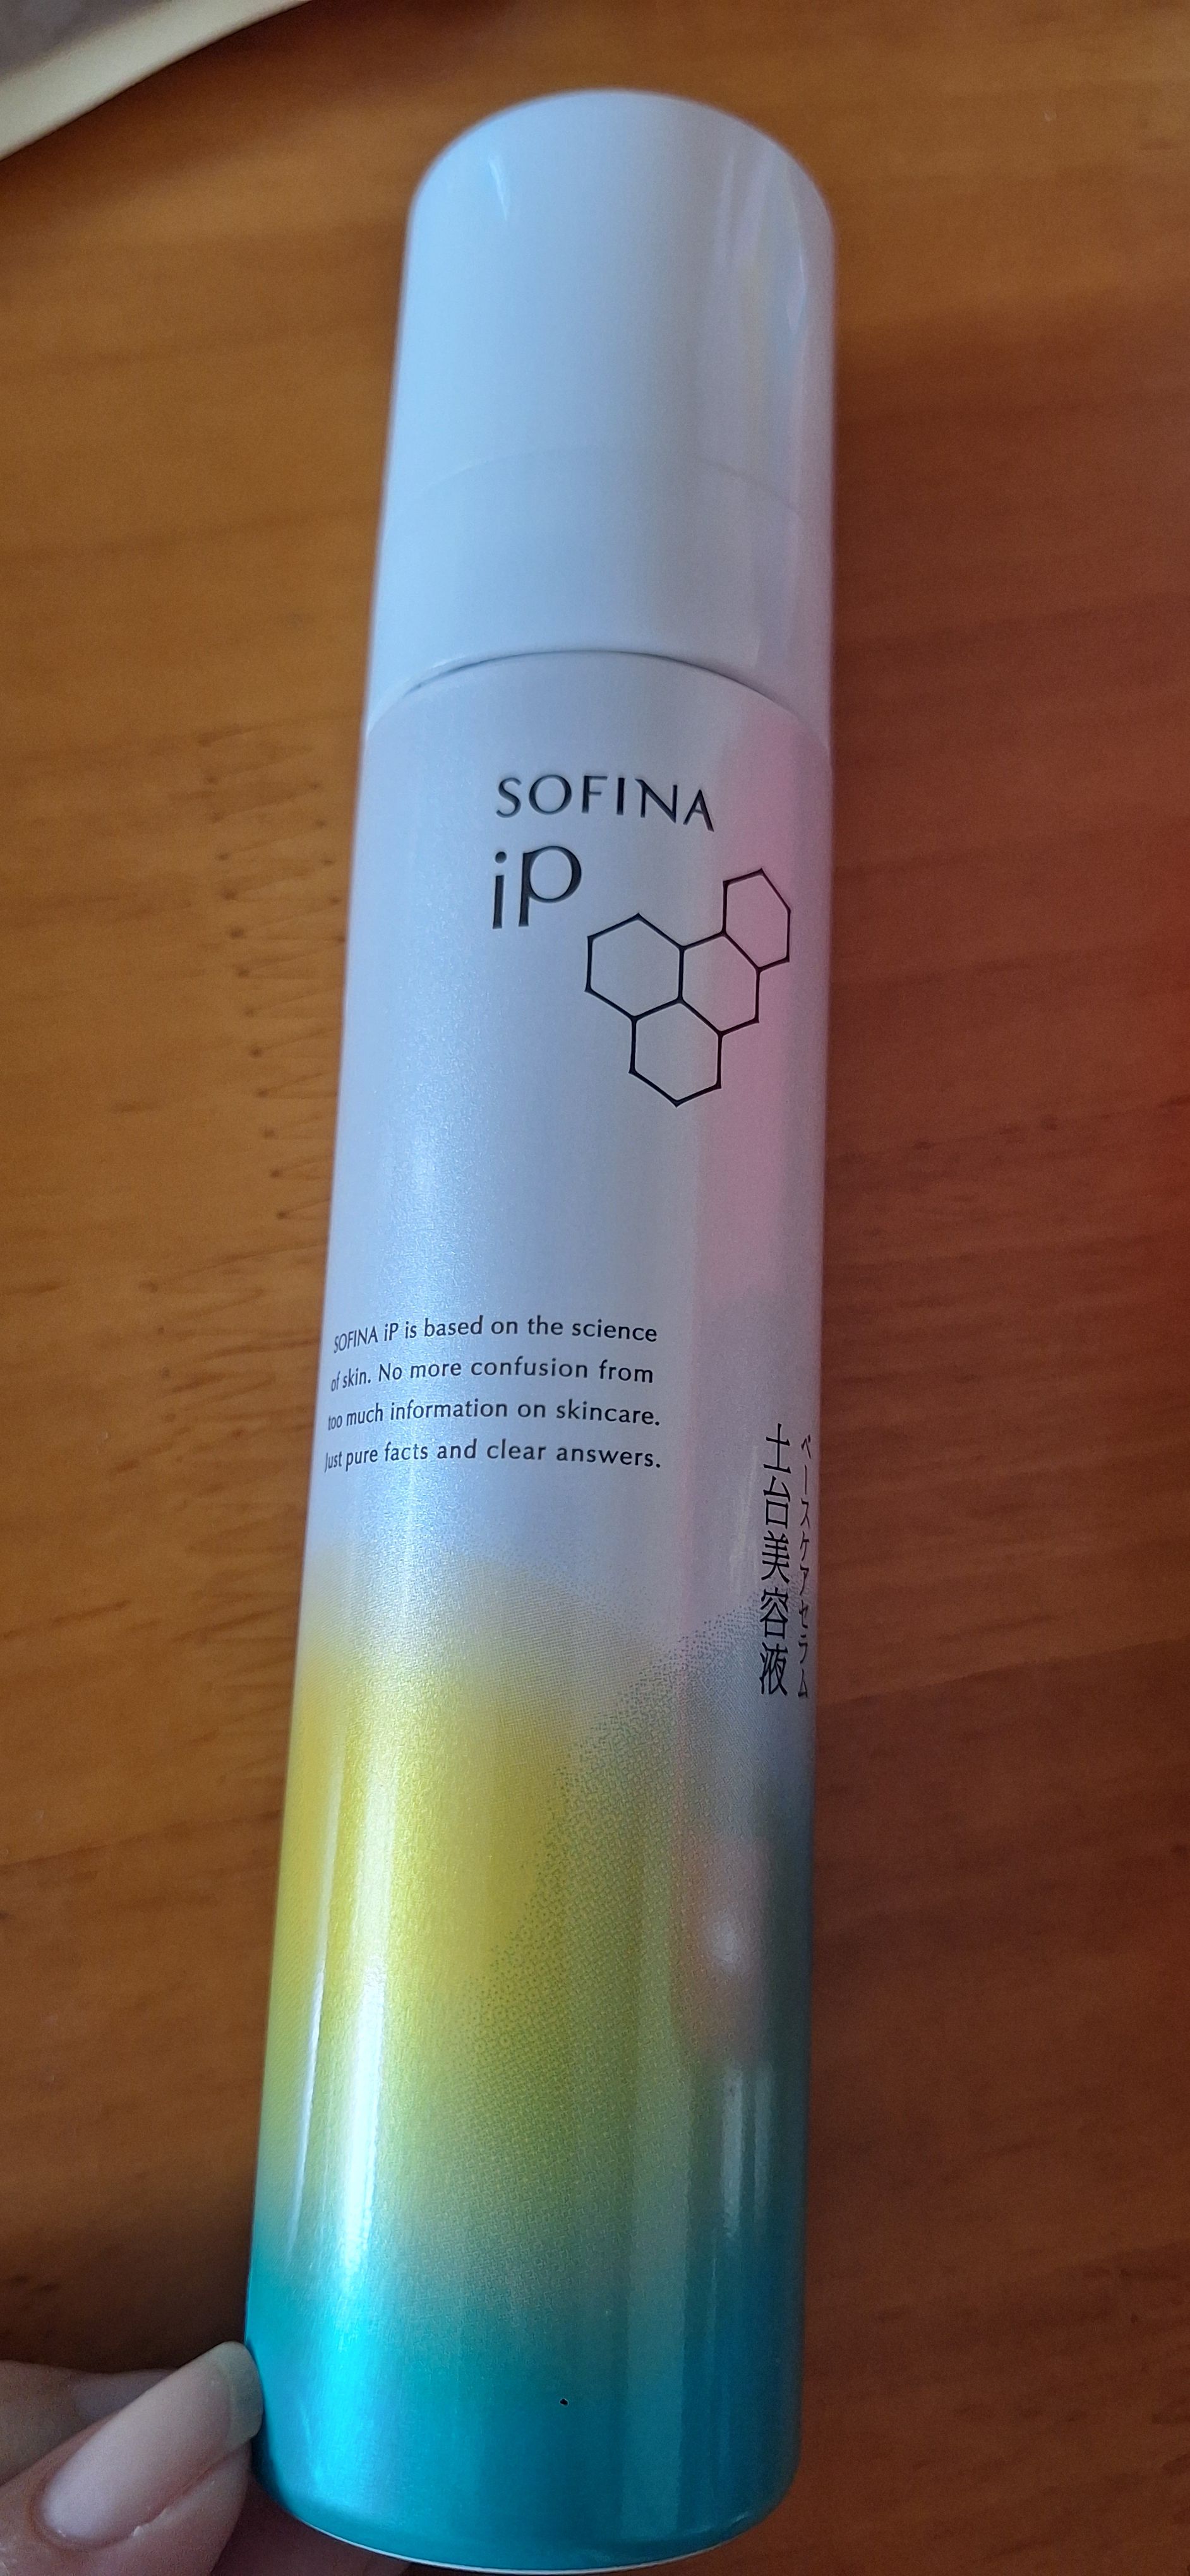 SOFINA
iP
SOFINA iP is based on the science
of skin. No more confusion from
too much information on skincare.
Just pure facts and clear answers.
ベースケアセラム
土台美容液